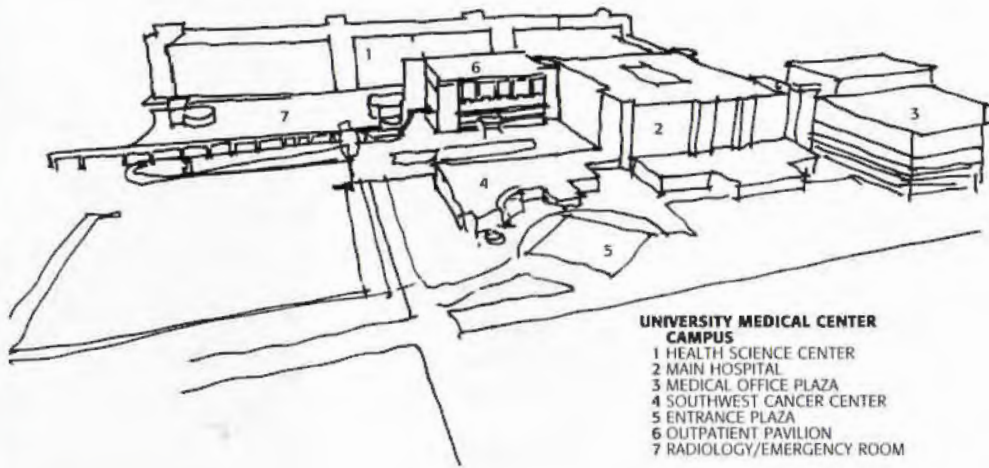 1
6
7
2
3
4
5
UNIVERSITY MEDICAL CENTER
CAMPUS
1 HEALTH SCIENCE CENTER
2 MAIN HOSPITAL
3 MEDICAL OFFICE PLAZA
4 SOUTHWEST CANCER CENTER
5 ENTRANCE PLAZA
6 OUTPATIENT PAVILION
7 RADIOLOGY/EMERGENCY ROOM